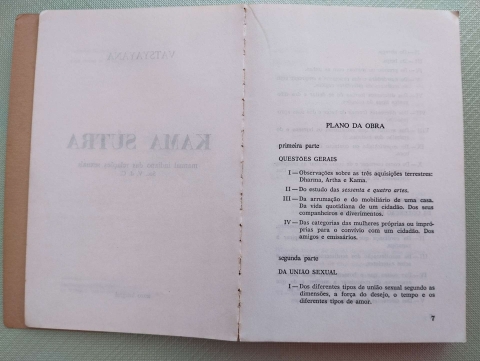 VATSYAYANA
KAMA SUTRA
PLANO DA OBRA
primeira parte
QUESTÕES GERAIS
I — Observações sobre as três aquisições terrestres:
Dharma, Artha e Kama.
II — Do estudo das sessenta e quatro artes.
III — Da arrumação e do mobiliário de uma casa.
Da vida quotidiana de um cidadão. Dos
seus companheiros e divertimentos.
IV — Das categorias das mulheres próprias ou impró-
prias para o convívio com um cidadão. Dos
amigos e emissários.
segunda parte
DA UNIÃO SEXUAL
I — Dos diferentes tipos de união sexual segundo as
dimensões, a força do desejo, o tempo e os
diferentes tipos de amor.
7